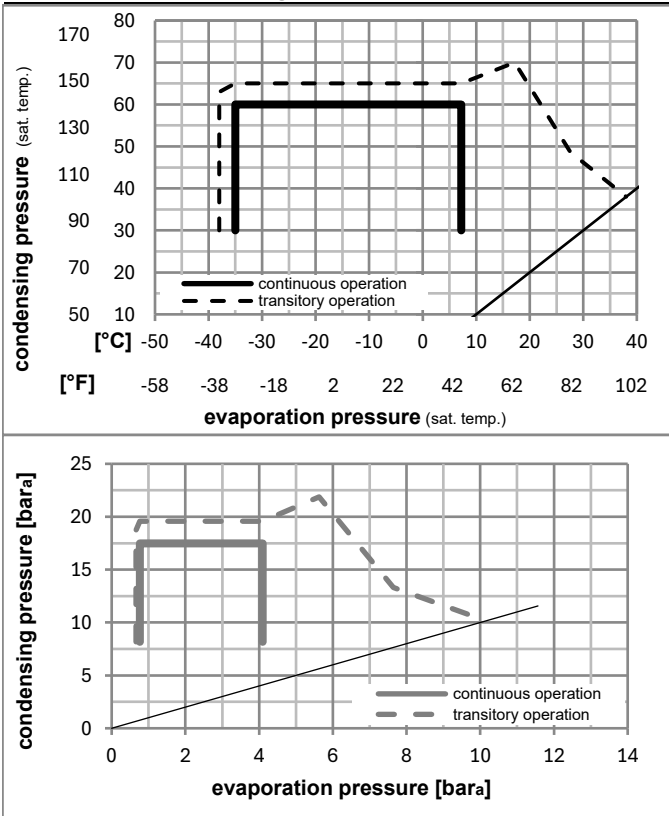 condensing pressure (sat. temp.)
170 80
70
150 60
130 50
110 40
90 30
70 20
50 10
continuous operation
transitory operation
[°C] -50 -40 -30 -20 -10 0 10 20 30 40
[°F] -58 -38 -18 2 22 42 62 82 102
evaporation pressure (sat. temp.)
condensing pressure [bara]
25
20
15
10
5
0
continuous operation
transitory operation
0 2 4 6 8 10 12 14
evaporation pressure [bara]